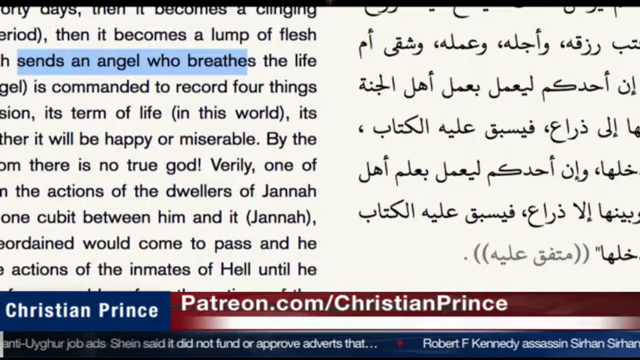 orty days, then it becomes a clinging
eriod), then it becomes a lump of flesh
h sends an angel who breathes the life
gel) is commanded to record four things
sion, its term of life (in this world), its
ther it will be happy or miserable. By the
om there is no true god! Verily, one of
m the actions of the dwellers of Jannah
one cubit between him and it (Jannah),
eordained would come to pass and he
e actions of the inmates of Hell until he
تب رزقه، وأجله، وعمله، وشقى أم
إن أحدكم ليعمل بعمل أهل الجنة
ها إلى ذراع، فيسبق عليه الكتاب ،
دخلها، وإن أحدكم ليعمل بعلم أهل
وبينها إلا ذراع، فيسبق عليه الكتاب
دخلها" ((متفق عليه)) .
Christian Prince
Patreon.com/ChristianPrince
anti-Uyghur job ads Shein said it did not fund or approve adverts that…
Robert F Kennedy assassin Sirhan Sirhan